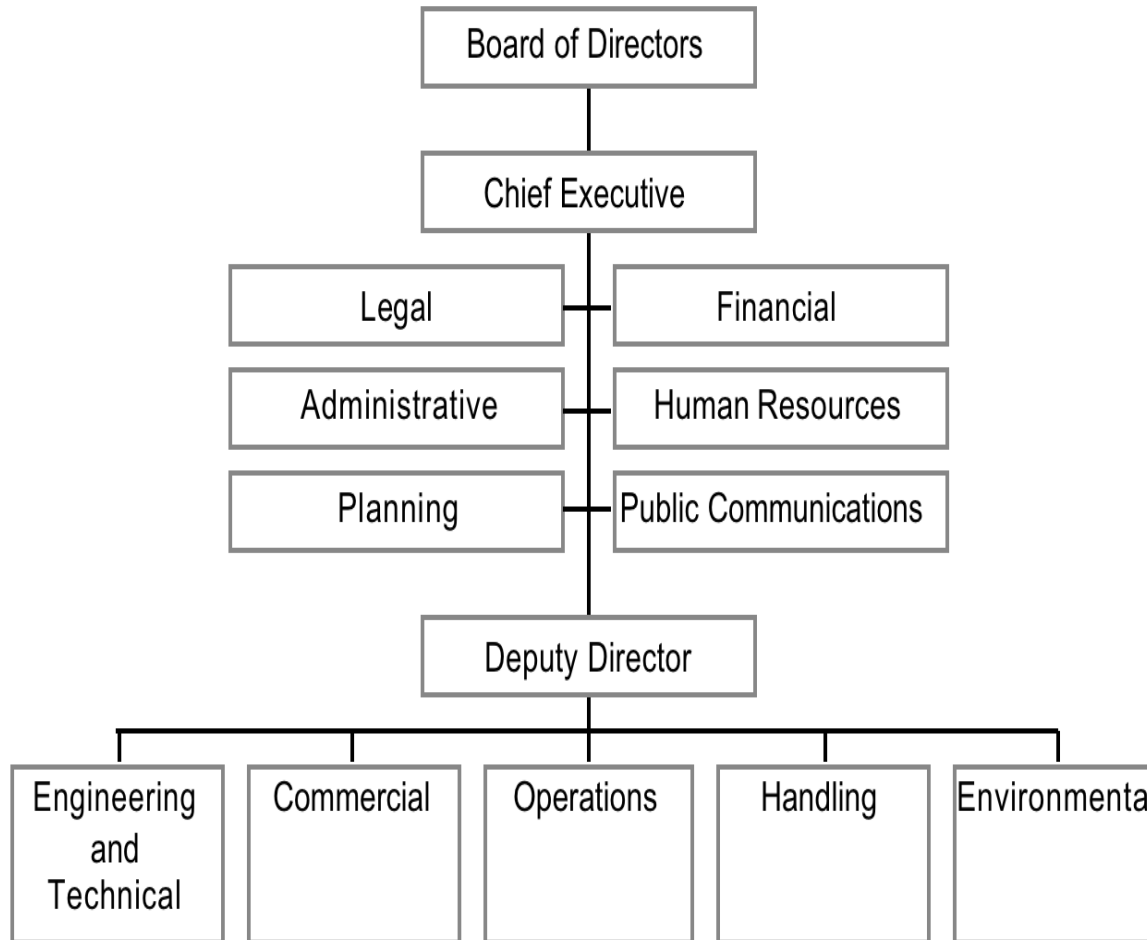 Board of Directors
Chief Executive
Legal
Financial
Administrative
Human Resources
Planning
Public Communications
Deputy Director
Engineering
and
Technical
Commercial
Operations
Handling
Environmenta